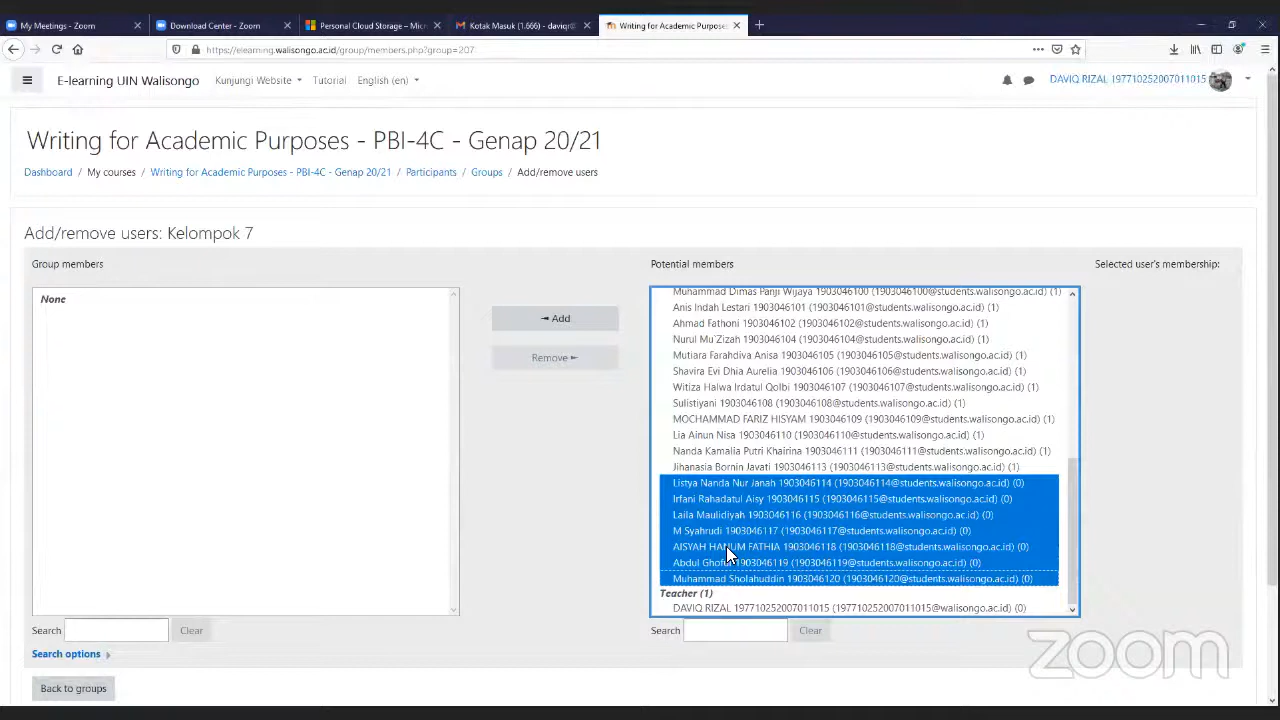 My Meetings - Zoom
Download Center - Zoom
Personal Cloud Storage – Micr
Kotak Masuk (1.666) - daviqr
Writing for Academic Purposes
https://elearning.walisongo.ac.id/group/members.php?group=207
E-learning UIN Walisongo
Kunjungi Website
Tutorial
English (en)
DAVIQ RIZAL 197710252007011015
Writing for Academic Purposes - PBI-4C - Genap 20/21
Dashboard / My courses / Writing for Academic Purposes - PBI-4C - Genap 20/21 / Participants / Groups / Add/remove users
Add/remove users: Kelompok 7
Group members
Potential members
Selected user's membership:
None
Add
Remove
Muhammad Dimas Panji Wijaya 1903046100 (1903046100@students.walisongo.ac.id) (1)
Anis Indah Lestari 1903046101 (1903046101@students.walisongo.ac.id) (1)
Ahmad Fathoni 1903046102 (1903046102@students.walisongo.ac.id) (1)
Nurul Mu`Zizah 1903046104 (1903046104@students.walisongo.ac.id) (1)
Mutiara Farahdiva Anisa 1903046105 (1903046105@students.walisongo.ac.id) (1)
Shavira Evi Dhia Aurelia 1903046106 (1903046106@students.walisongo.ac.id) (1)
Witiza Halwa Irdatul Qolbi 1903046107 (1903046107@students.walisongo.ac.id) (1)
Sulistiyani 1903046108 (1903046108@students.walisongo.ac.id) (1)
MOCHAMMAD FARIZ HISYAM 1903046109 (1903046109@students.walisongo.ac.id) (1)
Lia Ainun Nisa 1903046110 (1903046110@students.walisongo.ac.id) (1)
Nanda Kamalia Putri Khairina 1903046111 (1903046111@students.walisongo.ac.id) (1)
Jihanasia Bornin Javati 1903046113 (1903046113@students.walisongo.ac.id) (1)
Listya Nanda Nur Janah 1903046114 (1903046114@students.walisongo.ac.id) (0)
Irfani Rahadatul Aisy 1903046115 (1903046115@students.walisongo.ac.id) (0)
Laila Maulidiyah 1903046116 (1903046116@students.walisongo.ac.id) (0)
M Syahrudi 1903046117 (1903046117@students.walisongo.ac.id) (0)
AISYAH HANUM FATHIA 1903046118 (1903046118@students.walisongo.ac.id) (0)
Abdul 1903046119 (1903046119@students.walisongo.ac.id) (0)
Muhammad Sholahuddin 1903046120 (1903046120@students.walisongo.ac.id) (0)
Teacher (1)
DAVIQ RIZAL 197710252007011015 (197710252007011015@walisongo.ac.id) (0)
Search
Clear
Search
Clear
Search options
Back to groups
zoom